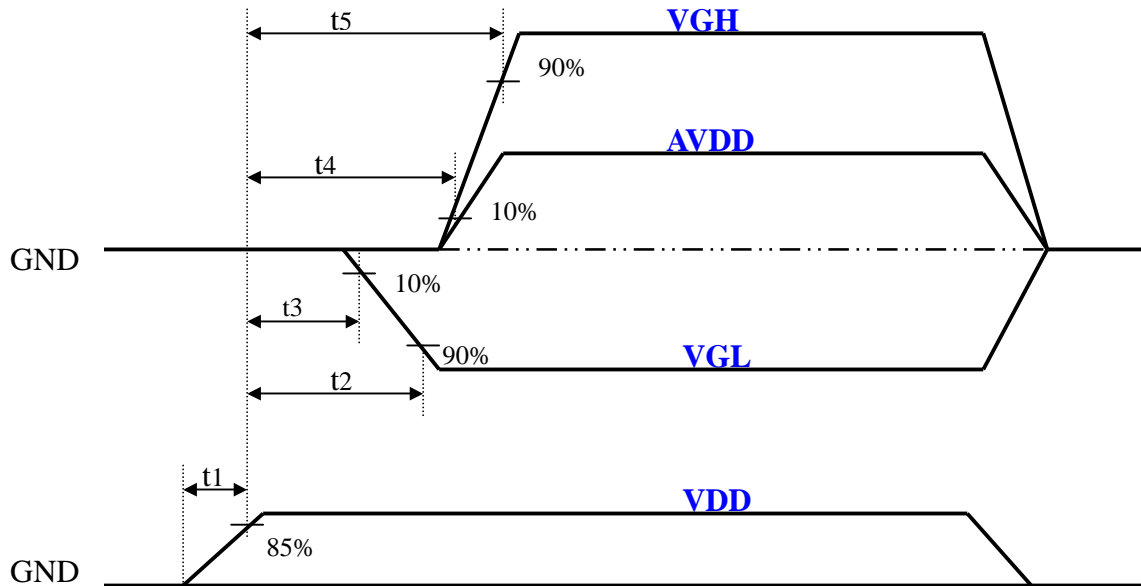 t5
VGH
90%
AVDD
t4
10%
GND
10%
t3
90%
VGL
t2
t1
VDD
85%
GND